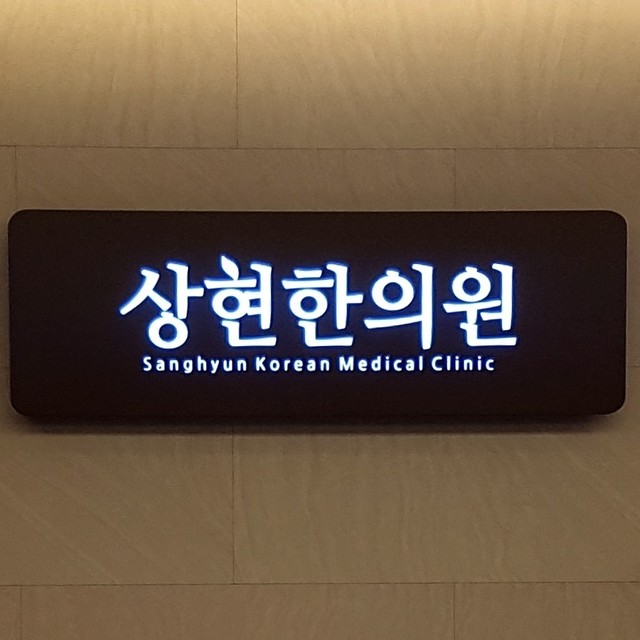 상현한의원
Sanghyun Korean Medical Clinic